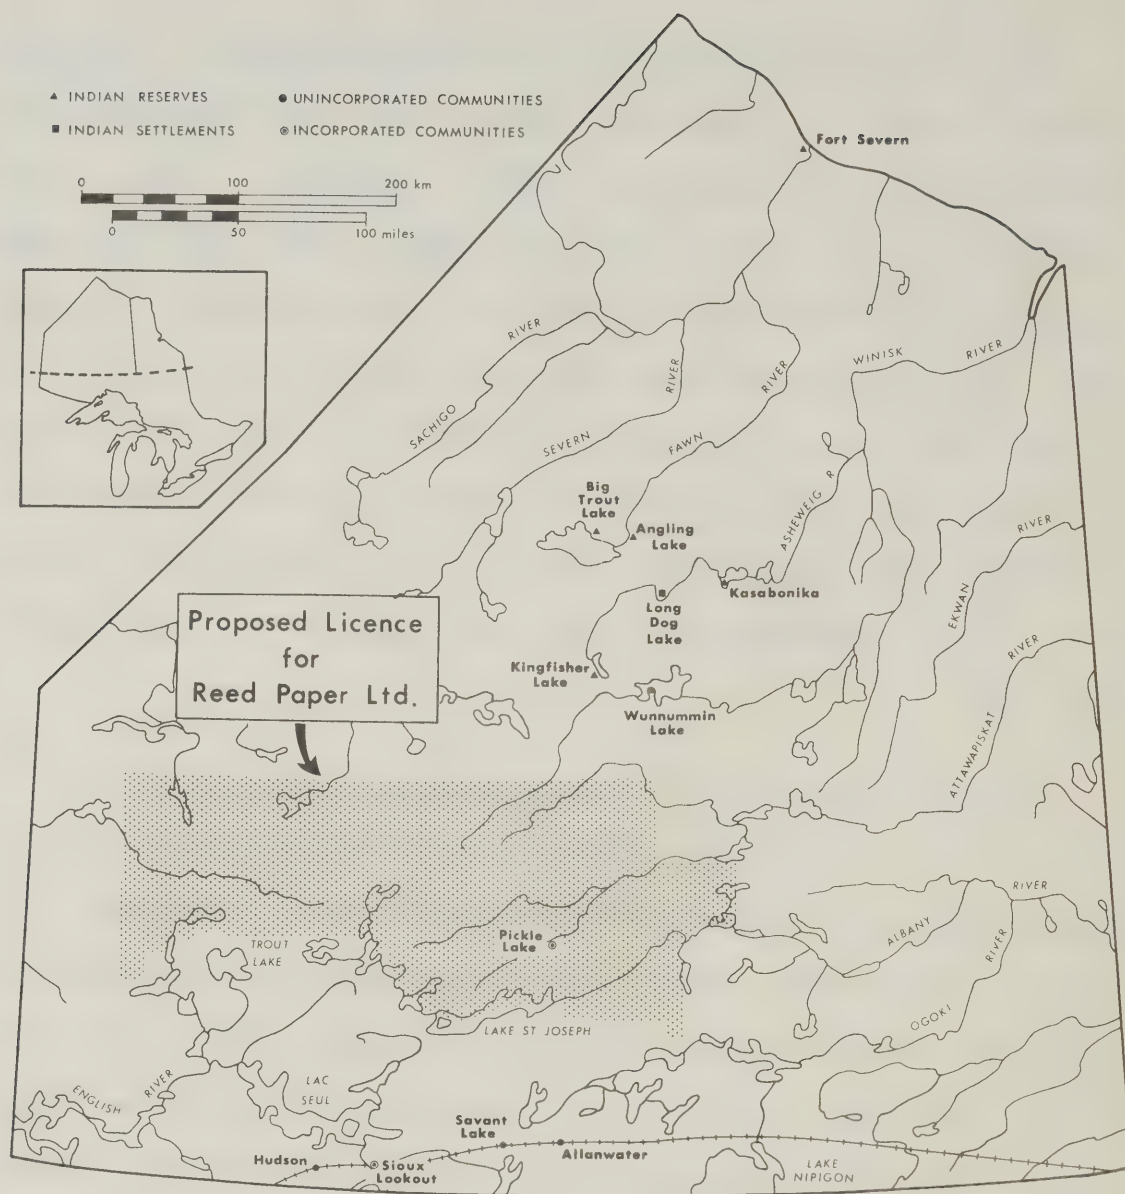 ▲ INDIAN RESERVES
● UNINCORPORATED COMMUNITIES
■ INDIAN SETTLEMENTS
◎ INCORPORATED COMMUNITIES
0 100 200 km
0 50 100 miles
Fort Severn
WINISK RIVER
SACHIGO RIVER
SEVERN RIVER
FAWN RIVER
ASHEWEIG R
Big
Trout
Lake
Angling
Lake
Kasabonika
Long
Dog
Lake
EKWAN RIVER
Proposed Licence
for
Reed Paper Ltd.
Kingfisher
Lake
Wunnummin
Lake
ATTAWAPISKAT RIVER
ALBANY RIVER
Pickle
Lake
TROUT
LAKE
OGOKI RIVER
LAKE ST JOSEPH
ENGLISH RIVER
LAC
SEUL
Savant
Lake
Allanwater
Hudson
Sioux
Lookout
LAKE
NIPIGON